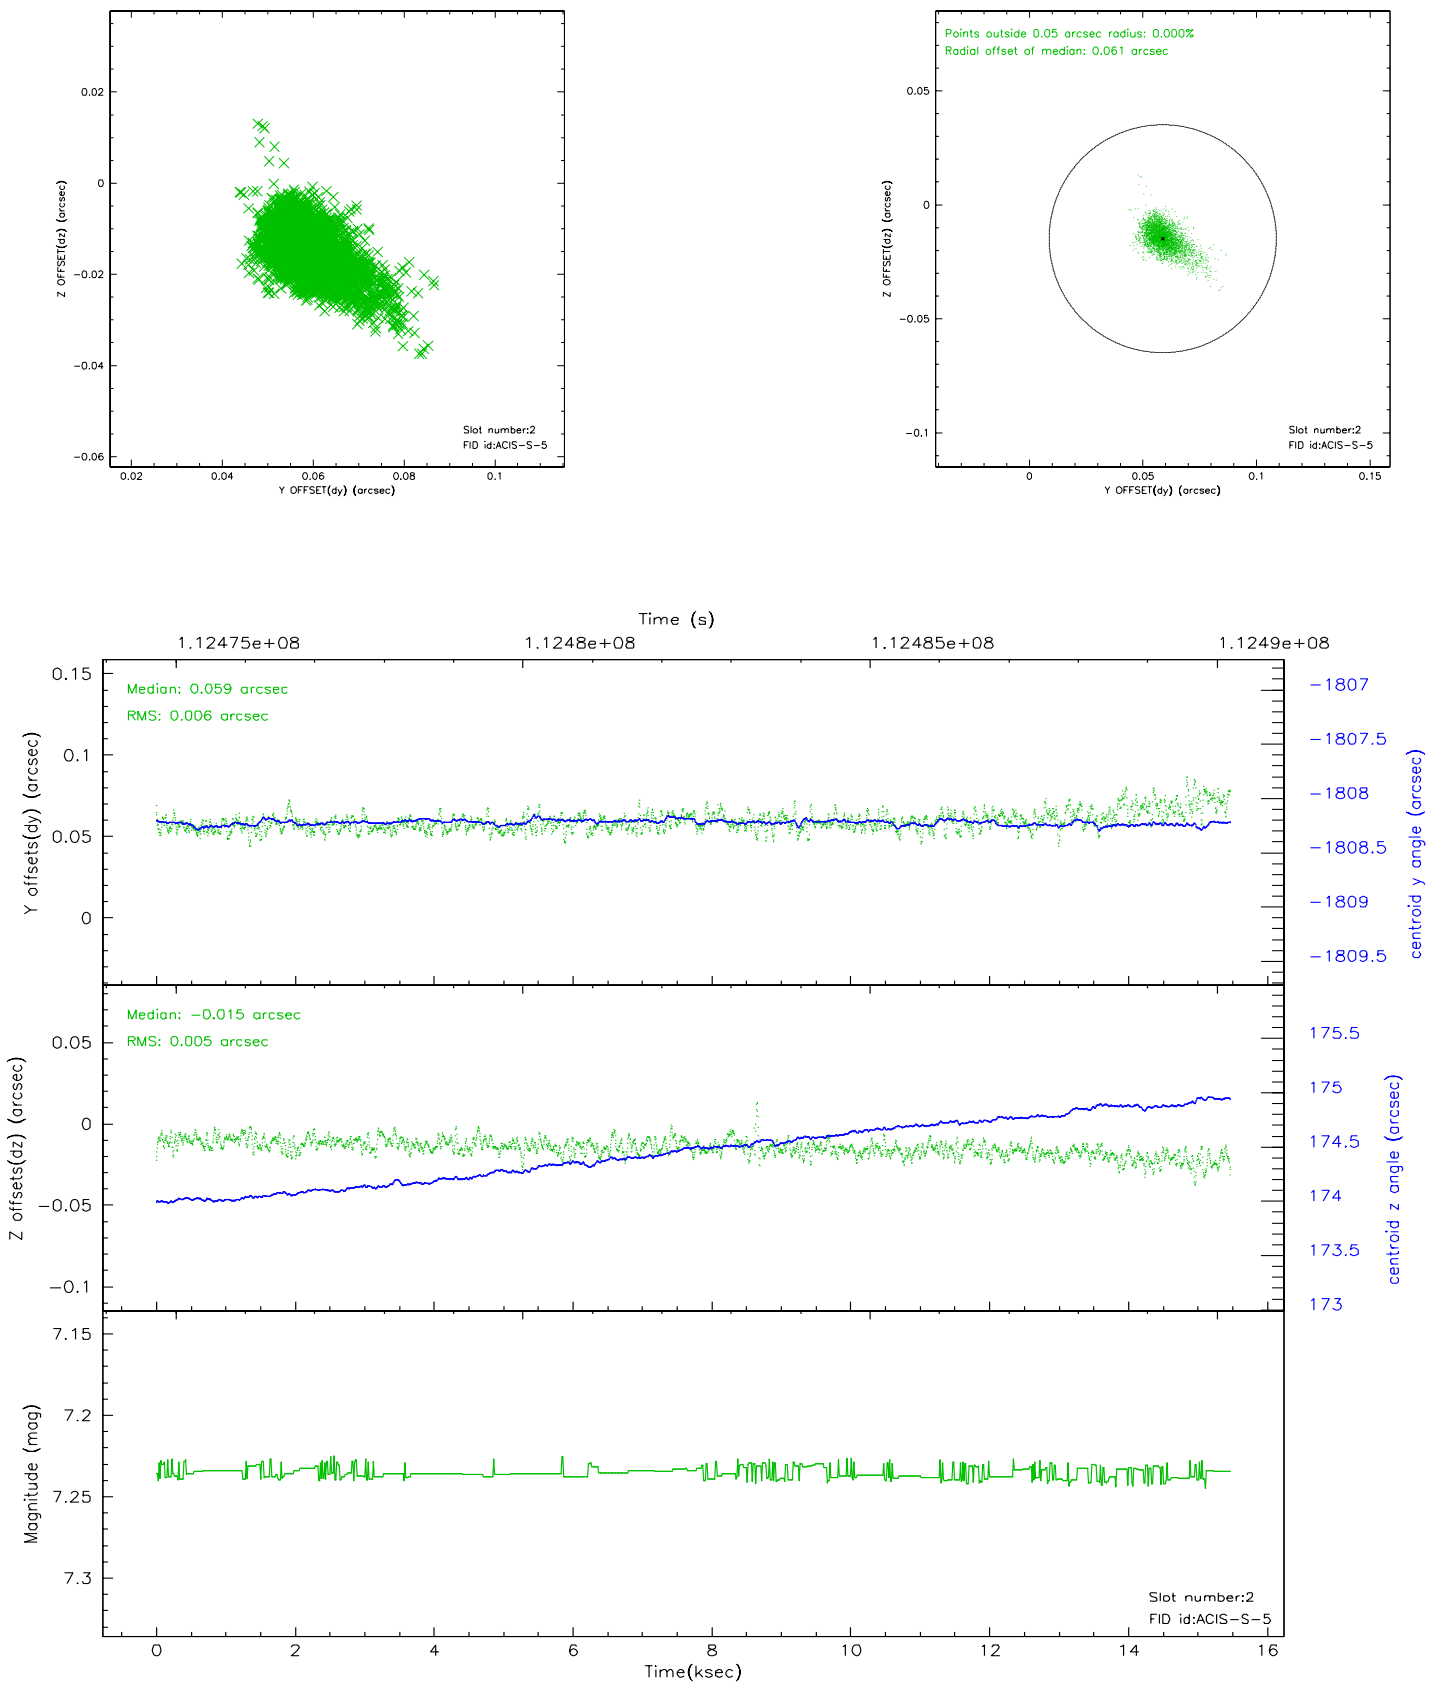 0.02
0
-0.02
-0.04
-0.06
Z OFFSET(dz) (arcsec)
Slot number:2
FID id:ACIS-S-5
0.02 0.04 0.06 0.08 0.1
Y OFFSET(dy) (arcsec)
Points outside 0.05 arcsec radius: 0.000%
Radial offset of median: 0.061 arcsec
0.05
0
-0.05
-0.1
Z OFFSET(dz) (arcsec)
Slot number:2
FID id:ACIS-S-5
0 0.05 0.1 0.15
Y OFFSET(dy) (arcsec)
Time (s)
1.12475e+08 1.1248e+08 1.12485e+08 1.1249e+08
Median: 0.059 arcsec
RMS: 0.006 arcsec
0.15
0.1
0.05
0
Y offsets(dy) (arcsec)
-1807
-1807.5
-1808
-1808.5
-1809
-1809.5
centroid y angle (arcsec)
Median: -0.015 arcsec
RMS: 0.005 arcsec
0.05
0
-0.05
-0.1
Z offsets(dz) (arcsec)
175.5
175
174.5
174
173.5
173
centroid z angle (arcsec)
7.15
7.2
7.25
7.3
Magnitude (mag)
Slot number:2
FID id:ACIS-S-5
0 2 4 6 8 10 12 14 16
Time(ksec)